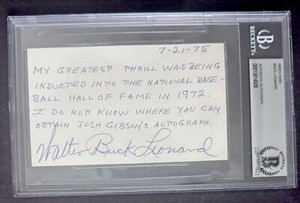 7-21-75
MY GREATEST THRILL WAS BEING
INDUCTED INTO THE NATIONAL BASE-
BALL HALL OF FAME IN 1972.
I DO NOT KNOW WHERE YOU CAN
OBTAIN JOSH GIBSON'S AUTOGRAPH.
Walter Buck Leonard
BECKETT